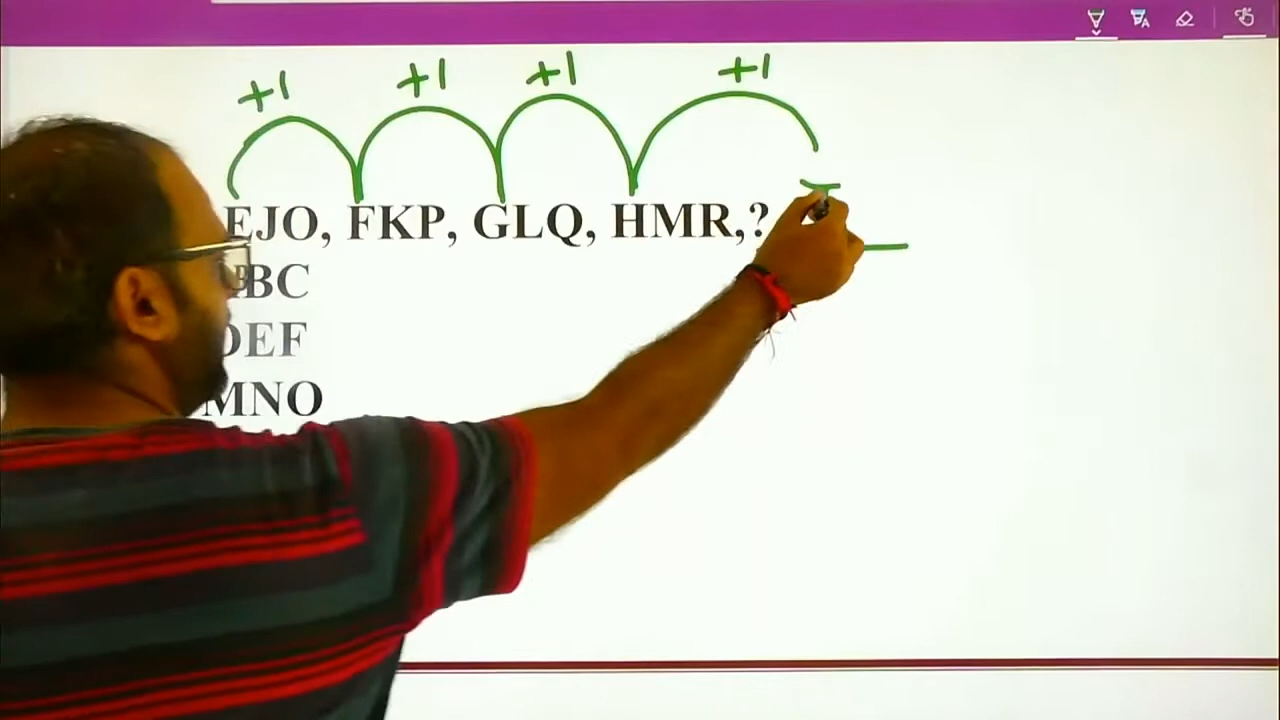 +1 +1 +1 +1
EJO, FKP, GLQ, HMR,?
BC
DEF
MNO